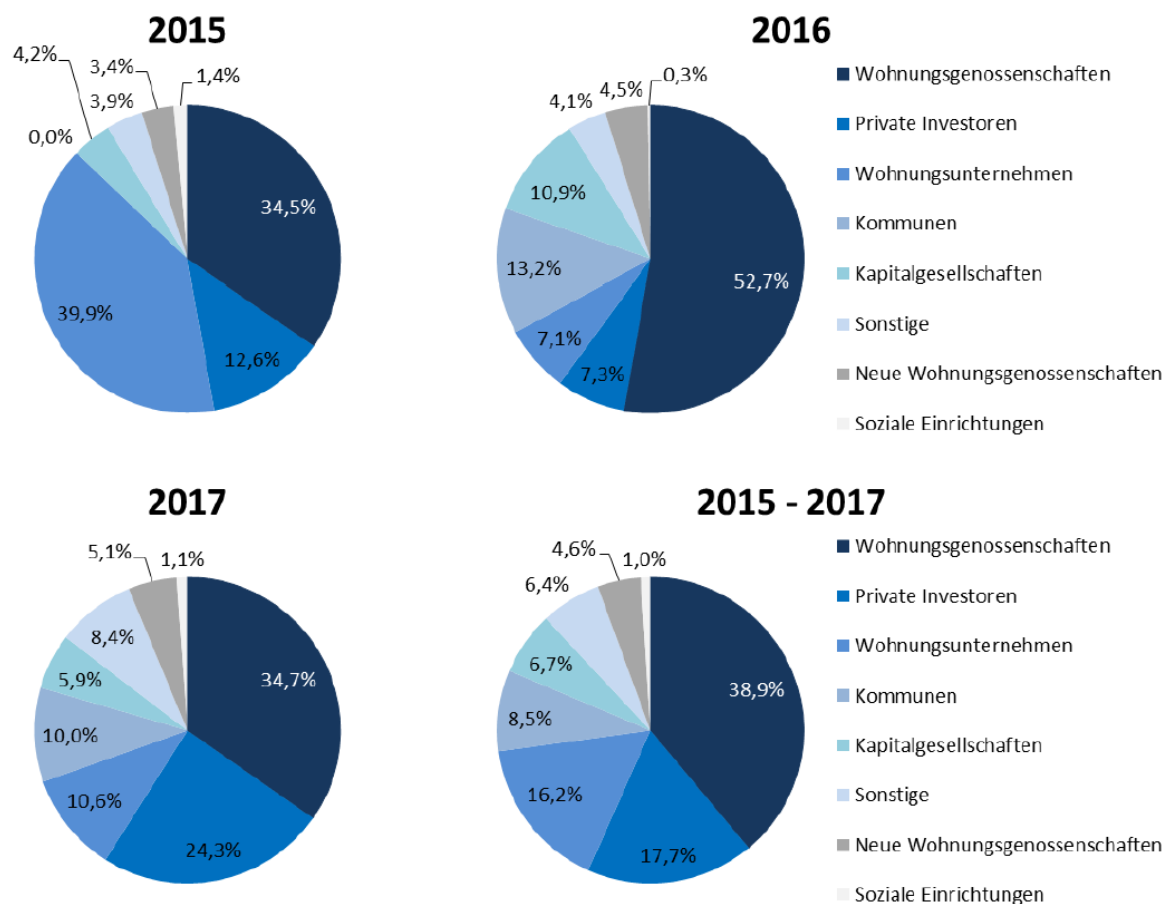 2015
4,2%
3,4%
1,4%
3,9%
0,0%
34,5%
39,9%
12,6%
2016
0,3%
4,5%
4,1%
10,9%
13,2%
52,7%
7,1%
7,3%
Wohnungsgenossenschaften
Private Investoren
Wohnungsunternehmen
Kommunen
Kapitalgesellschaften
Sonstige
Neue Wohnungsgenossenschaften
Soziale Einrichtungen
2017
5,1%
1,1%
8,4%
5,9%
34,7%
10,0%
10,6%
24,3%
2015 - 2017
4,6%
1,0%
6,4%
6,7%
38,9%
8,5%
16,2%
17,7%
Wohnungsgenossenschaften
Private Investoren
Wohnungsunternehmen
Kommunen
Kapitalgesellschaften
Sonstige
Neue Wohnungsgenossenschaften
Soziale Einrichtungen